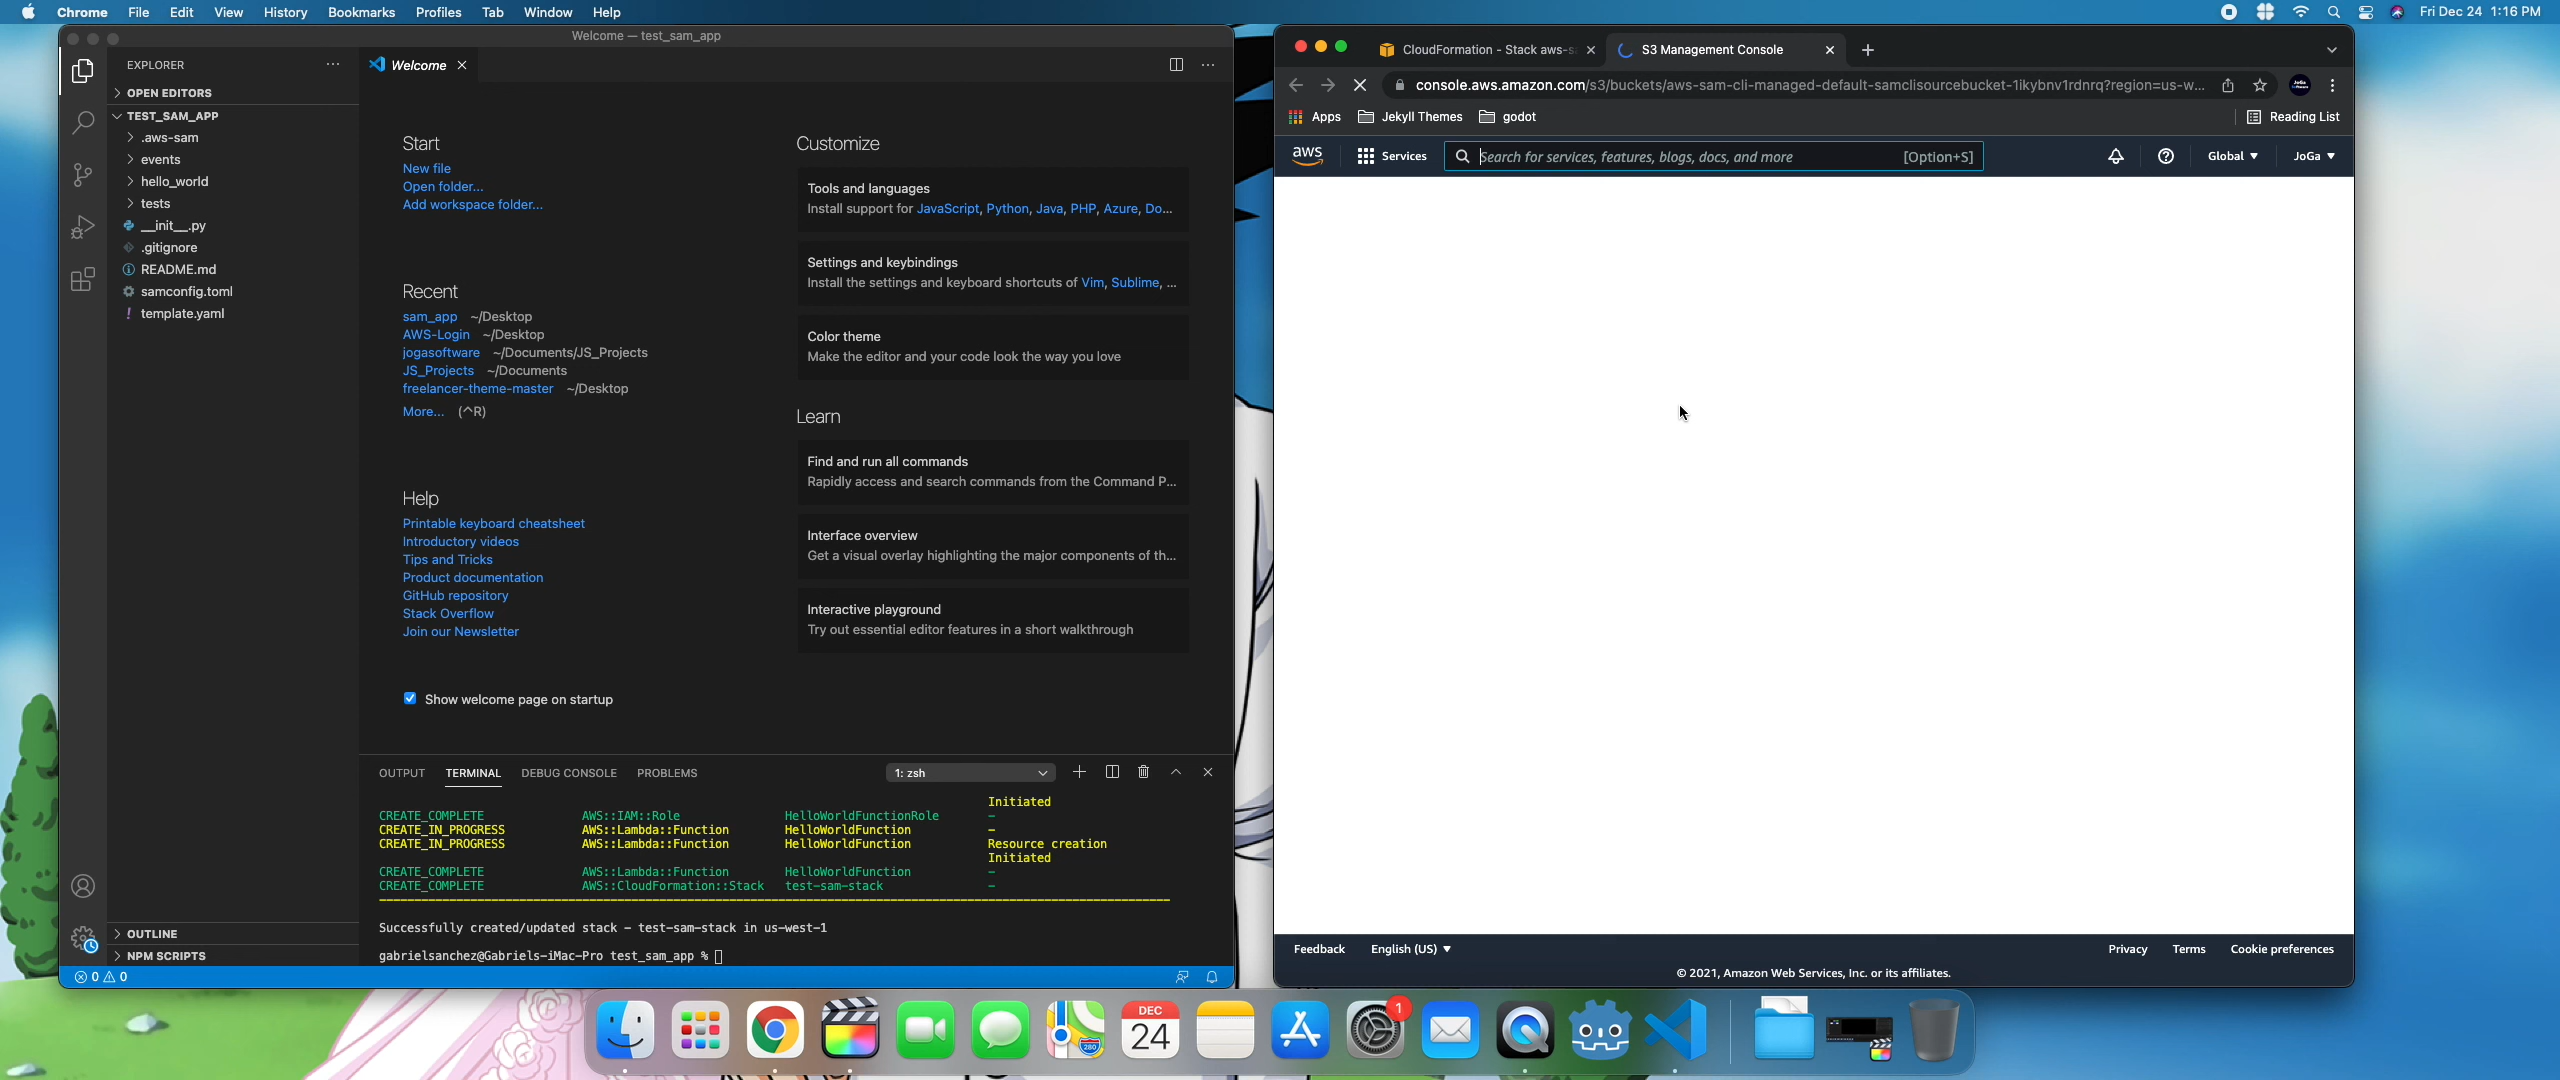 Chrome File Edit View History Bookmarks Profiles Tab Window Help
Fri Dec 24 1:16 PM
Welcome — test_sam_app
EXPLORER
OPEN EDITORS
TEST_SAM_APP
.aws-sam
events
hello_world
tests
__init__.py
.gitignore
README.md
samconfig.toml
template.yaml
OUTLINE
NPM SCRIPTS
0 0
Welcome
Start
New file
Open folder...
Add workspace folder...
Recent
sam_app ~/Desktop
AWS-Login ~/Desktop
jogasoftware ~/Documents/JS_Projects
JS_Projects ~/Documents
freelancer-theme-master ~/Desktop
More... (^R)
Help
Printable keyboard cheatsheet
Introductory videos
Tips and Tricks
Product documentation
GitHub repository
Stack Overflow
Join our Newsletter
Show welcome page on startup
Customize
Tools and languages
Install support for JavaScript, Python, Java, PHP, Azure, Do...
Settings and keybindings
Install the settings and keyboard shortcuts of Vim, Sublime, ...
Color theme
Make the editor and your code look the way you love
Learn
Find and run all commands
Rapidly access and search commands from the Command P...
Interface overview
Get a visual overlay highlighting the major components of th...
Interactive playground
Try out essential editor features in a short walkthrough
OUTPUT TERMINAL DEBUG CONSOLE PROBLEMS
1: zsh
Initiated
CREATE_COMPLETE AWS::IAM::Role HelloWorldFunctionRole -
CREATE_IN_PROGRESS AWS::Lambda::Function HelloWorldFunction -
CREATE_IN_PROGRESS AWS::Lambda::Function HelloWorldFunction Resource creation
Initiated
CREATE_COMPLETE AWS::Lambda::Function HelloWorldFunction -
CREATE_COMPLETE AWS::CloudFormation::Stack test-sam-stack -
Successfully created/updated stack - test-sam-stack in us-west-1
gabrielsanchez@Gabriels-iMac-Pro test_sam_app %
CloudFormation - Stack aws-s
S3 Management Console
console.aws.amazon.com/s3/buckets/aws-sam-cli-managed-default-samclisourcebucket-1ikybnv1rdnrq?region=us-w...
Apps Jekyll Themes godot
Reading List
aws
Services
Search for services, features, blogs, docs, and more [Option+S]
Global
JoGa
Feedback English (US)
Privacy Terms Cookie preferences
© 2021, Amazon Web Services, Inc. or its affiliates.
280
DEC
24
1